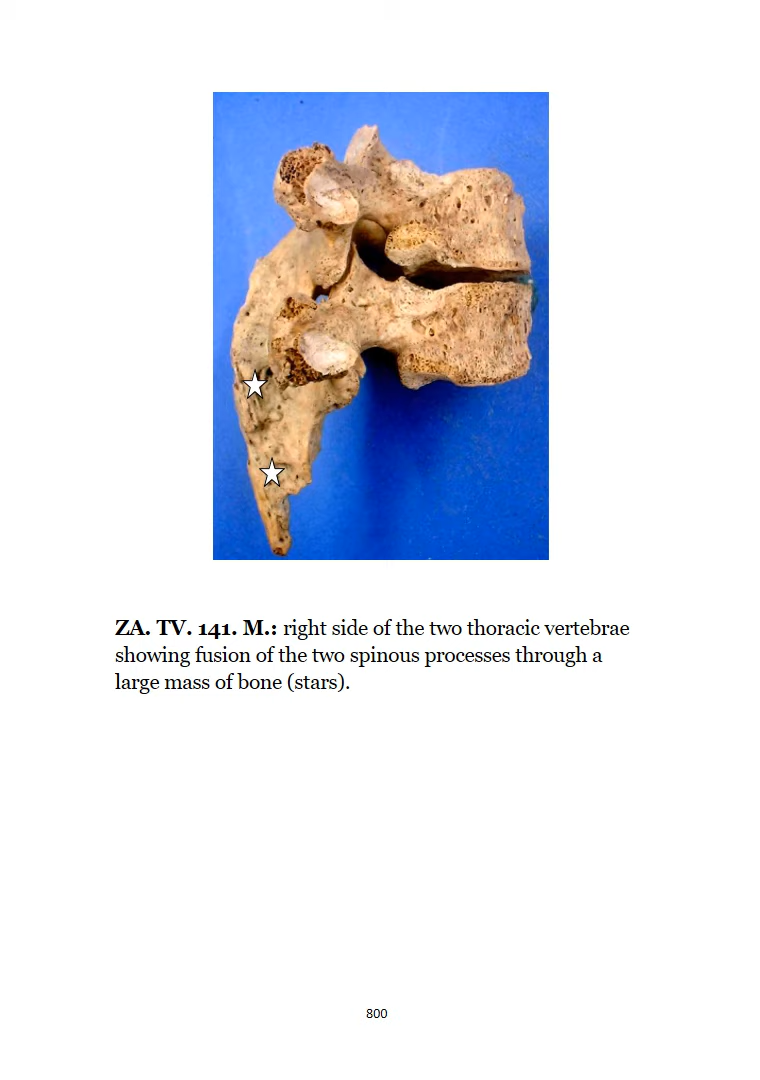 ZA. TV. 141. M.: right side of the two thoracic vertebrae
showing fusion of the two spinous processes through a
large mass of bone (stars).
800